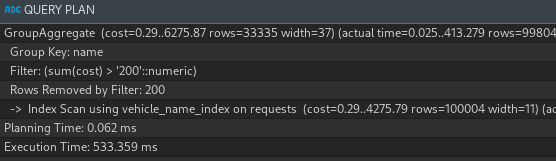 ABC QUERY PLAN
GroupAggregate (cost=0.29..6275.87 rows=33335 width=37) (actual time=0.025..413.279 rows=99804
Group Key: name
Filter: (sum(cost) > '200'::numeric)
Rows Removed by Filter: 200
-> Index Scan using vehicle_name_index on requests (cost=0.29..4275.79 rows=100004 width=11) (ac
Planning Time: 0.062 ms
Execution Time: 533.359 ms